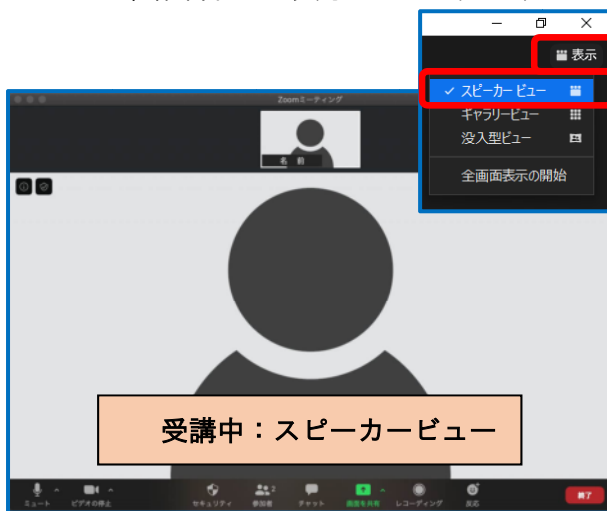 表示
スピーカービュー
ギャラリービュー
没入型ビュー
全画面表示の開始
Zoomミーティング
名 前
受講中：スピーカービュー
ミュート
ビデオの停止
セキュリティ
参加者
2
チャット
画面を共有
レコーディング
反応
終了